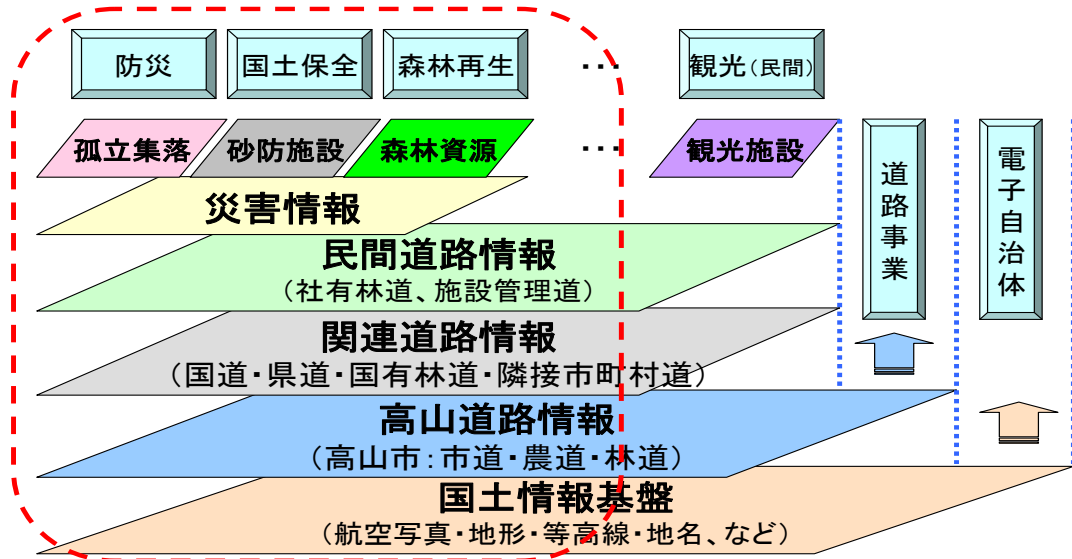 防災
国土保全
森林再生
…
観光(民間)
孤立集落
砂防施設
森林資源
…
観光施設
道路事業
電子自治体
災害情報
民間道路情報
(社有林道、施設管理道)
関連道路情報
(国道・県道・国有林道・隣接市町村道)
高山道路情報
(高山市:市道・農道・林道)
国土情報基盤
(航空写真・地形・等高線・地名、など)